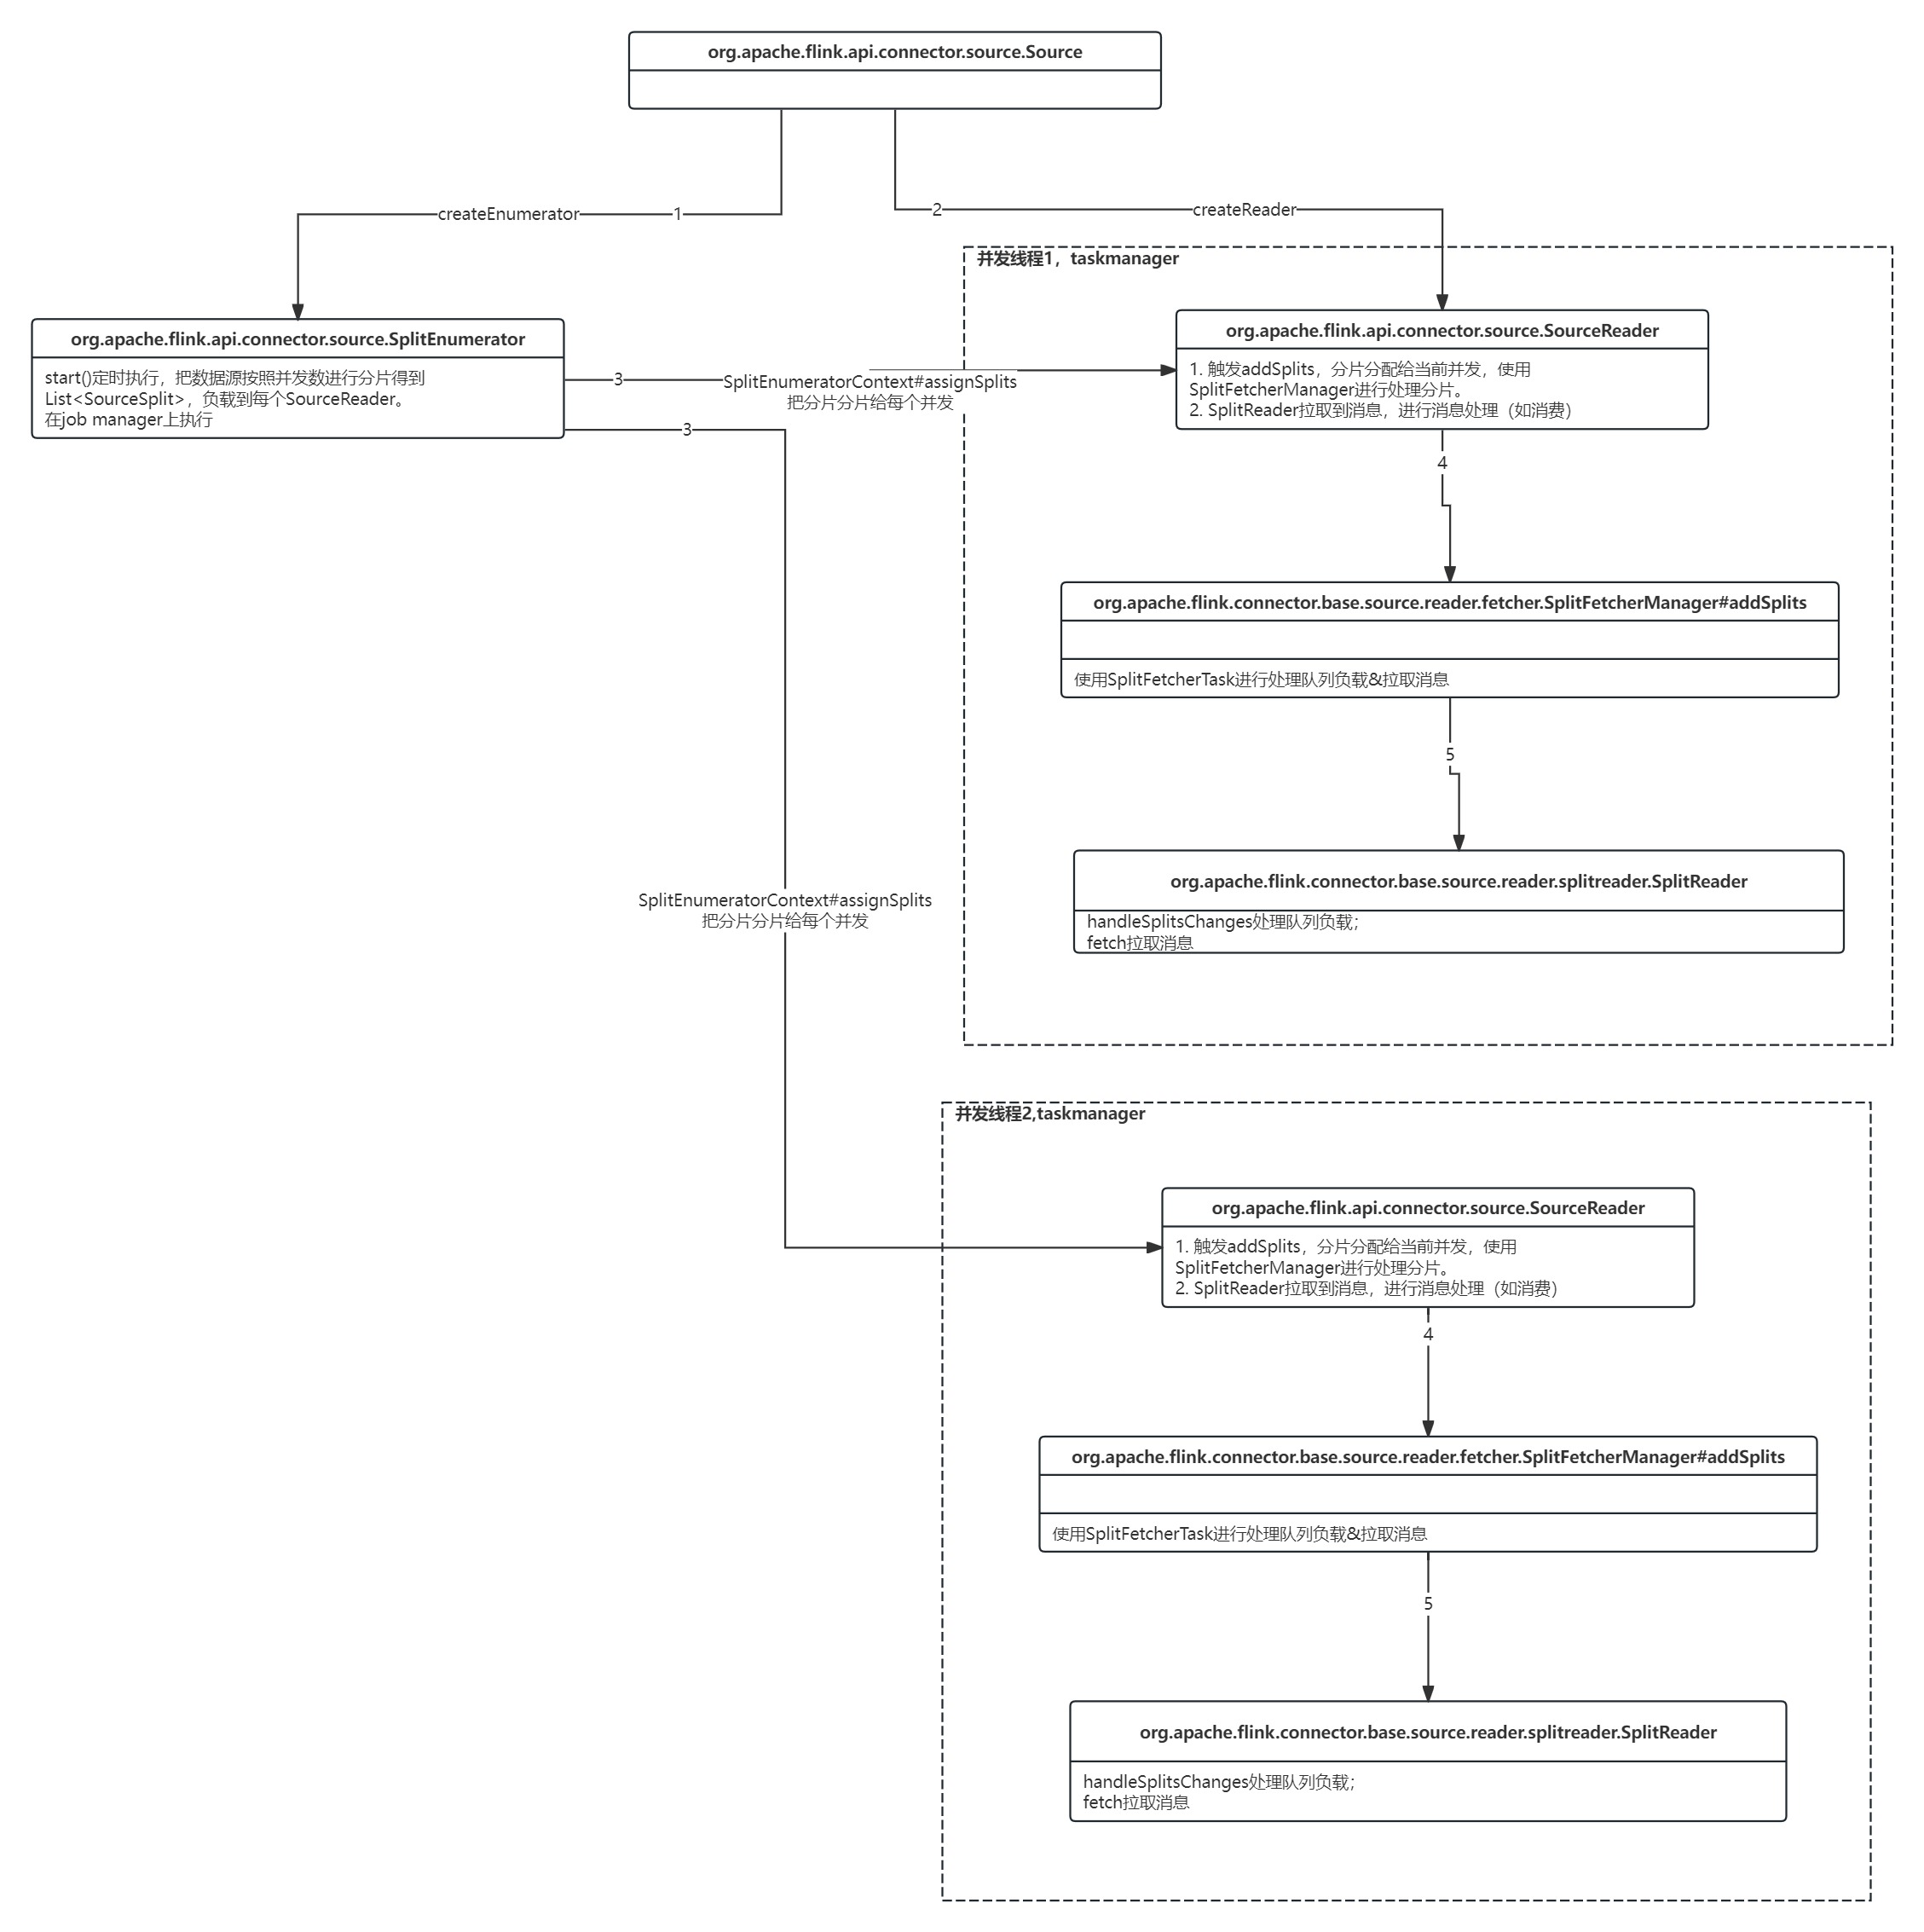 org.apache.flink.api.connector.source.Source
createEnumerator
1
2
createReader
并发线程1，taskmanager
org.apache.flink.api.connector.source.SplitEnumerator
start()定时执行，把数据源按照并发数进行分片得到
List<SourceSplit>，负载到每个SourceReader。
在job manager上执行
3
SplitEnumeratorContext#assignSplits
把分片分片给每个并发
3
org.apache.flink.api.connector.source.SourceReader
1. 触发addSplits，分片分配给当前并发，使用
SplitFetcherManager进行处理分片。
2. SplitReader拉取到消息，进行消息处理（如消费）
4
org.apache.flink.connector.base.source.reader.fetcher.SplitFetcherManager#addSplits
使用SplitFetcherTask进行处理队列负载&拉取消息
5
org.apache.flink.connector.base.source.reader.splitreader.SplitReader
handleSplitsChanges处理队列负载；
fetch拉取消息
SplitEnumeratorContext#assignSplits
把分片分片给每个并发
并发线程2,taskmanager
org.apache.flink.api.connector.source.SourceReader
1. 触发addSplits，分片分配给当前并发，使用
SplitFetcherManager进行处理分片。
2. SplitReader拉取到消息，进行消息处理（如消费）
4
org.apache.flink.connector.base.source.reader.fetcher.SplitFetcherManager#addSplits
使用SplitFetcherTask进行处理队列负载&拉取消息
5
org.apache.flink.connector.base.source.reader.splitreader.SplitReader
handleSplitsChanges处理队列负载；
fetch拉取消息